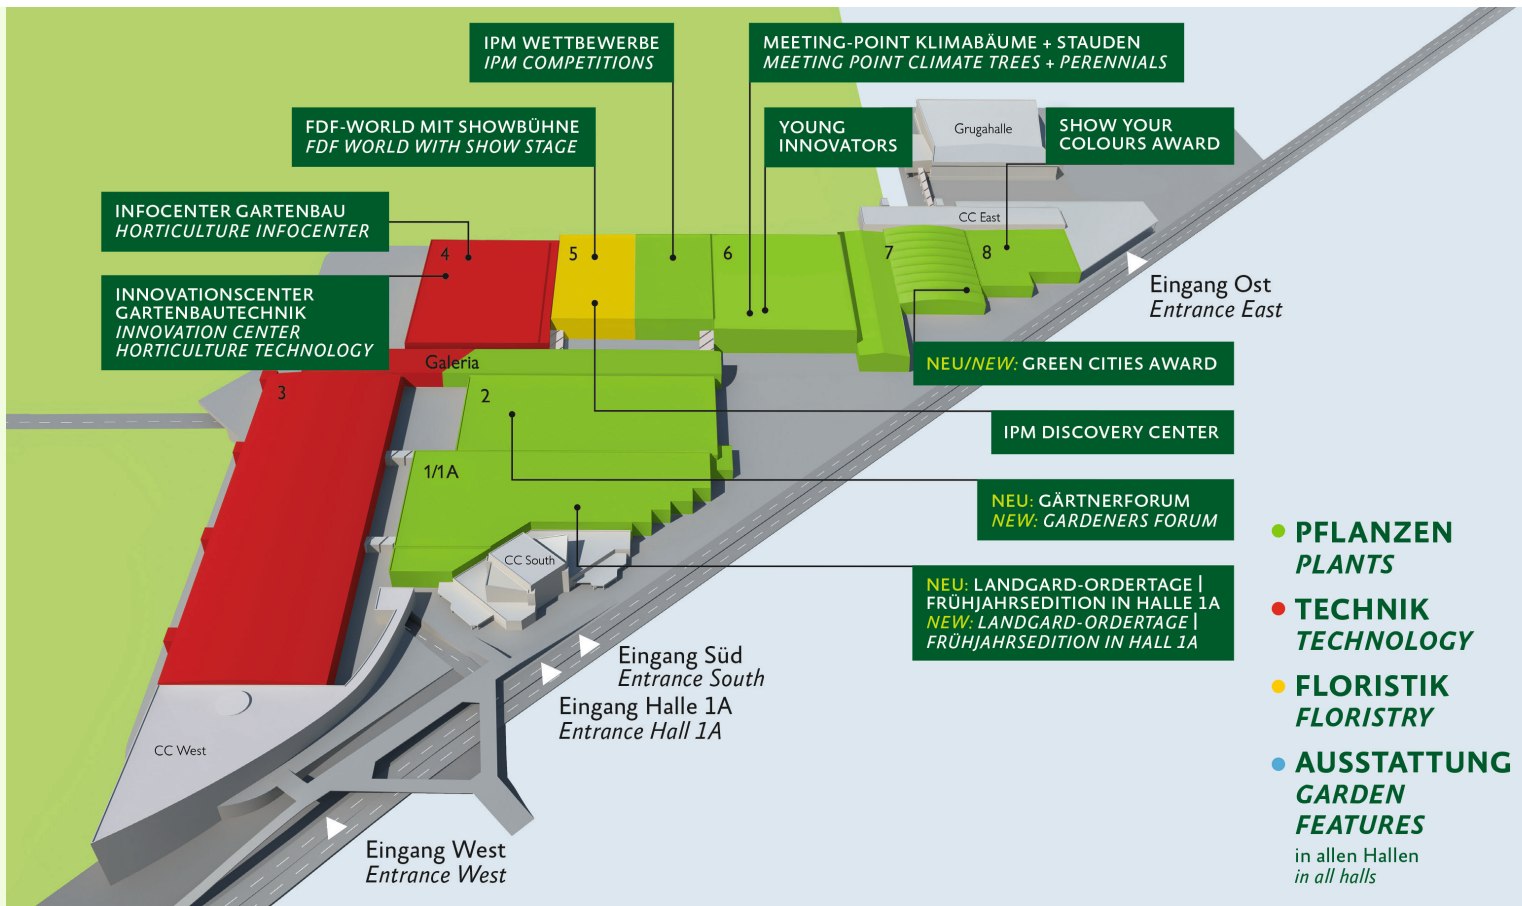 IPM WETTBEWERBE
IPM COMPETITIONS
MEETING-POINT KLIMABÄUME + STAUDEN
MEETING POINT CLIMATE TREES + PERENNIALS
FDF-WORLD MIT SHOWBÜHNE
FDF WORLD WITH SHOW STAGE
YOUNG
INNOVATORS
Grugahalle
SHOW YOUR
COLOURS AWARD
INFOCENTER GARTENBAU
HORTICULTURE INFOCENTER
CC East
4
5
6
7
8
INNOVATIONSCENTER
GARTENBAUTECHNIK
INNOVATION CENTER
HORTICULTURE TECHNOLOGY
Eingang Ost
Entrance East
Galeria
NEU/NEW: GREEN CITIES AWARD
3
2
IPM DISCOVERY CENTER
1/1A
NEU: GÄRTNERFORUM
NEW: GARDENERS FORUM
CC South
NEU: LANDGARD-ORDERTAGE |
FRÜHJAHRSEDITION IN HALLE 1A
NEW: LANDGARD-ORDERTAGE |
FRÜHJAHRSEDITION IN HALL 1A
Eingang Süd
Entrance South
Eingang Halle 1A
Entrance Hall 1A
CC West
Eingang West
Entrance West
PFLANZEN
PLANTS
TECHNIK
TECHNOLOGY
FLORISTIK
FLORISTRY
AUSSTATTUNG
GARDEN
FEATURES
in allen Hallen
in all halls